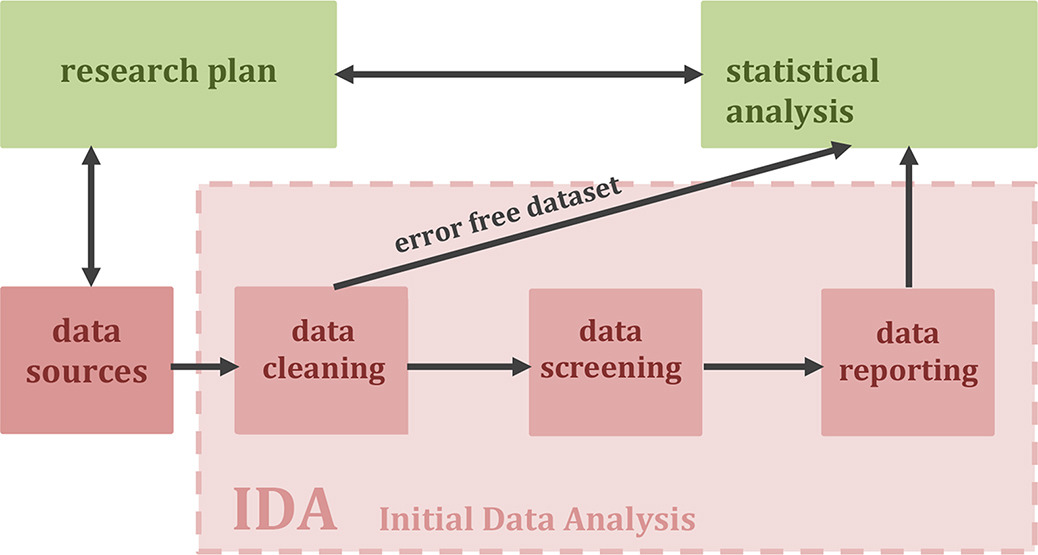 research plan
statistical
analysis
error free dataset
data
sources
data
cleaning
data
screening
data
reporting
IDA Initial Data Analysis